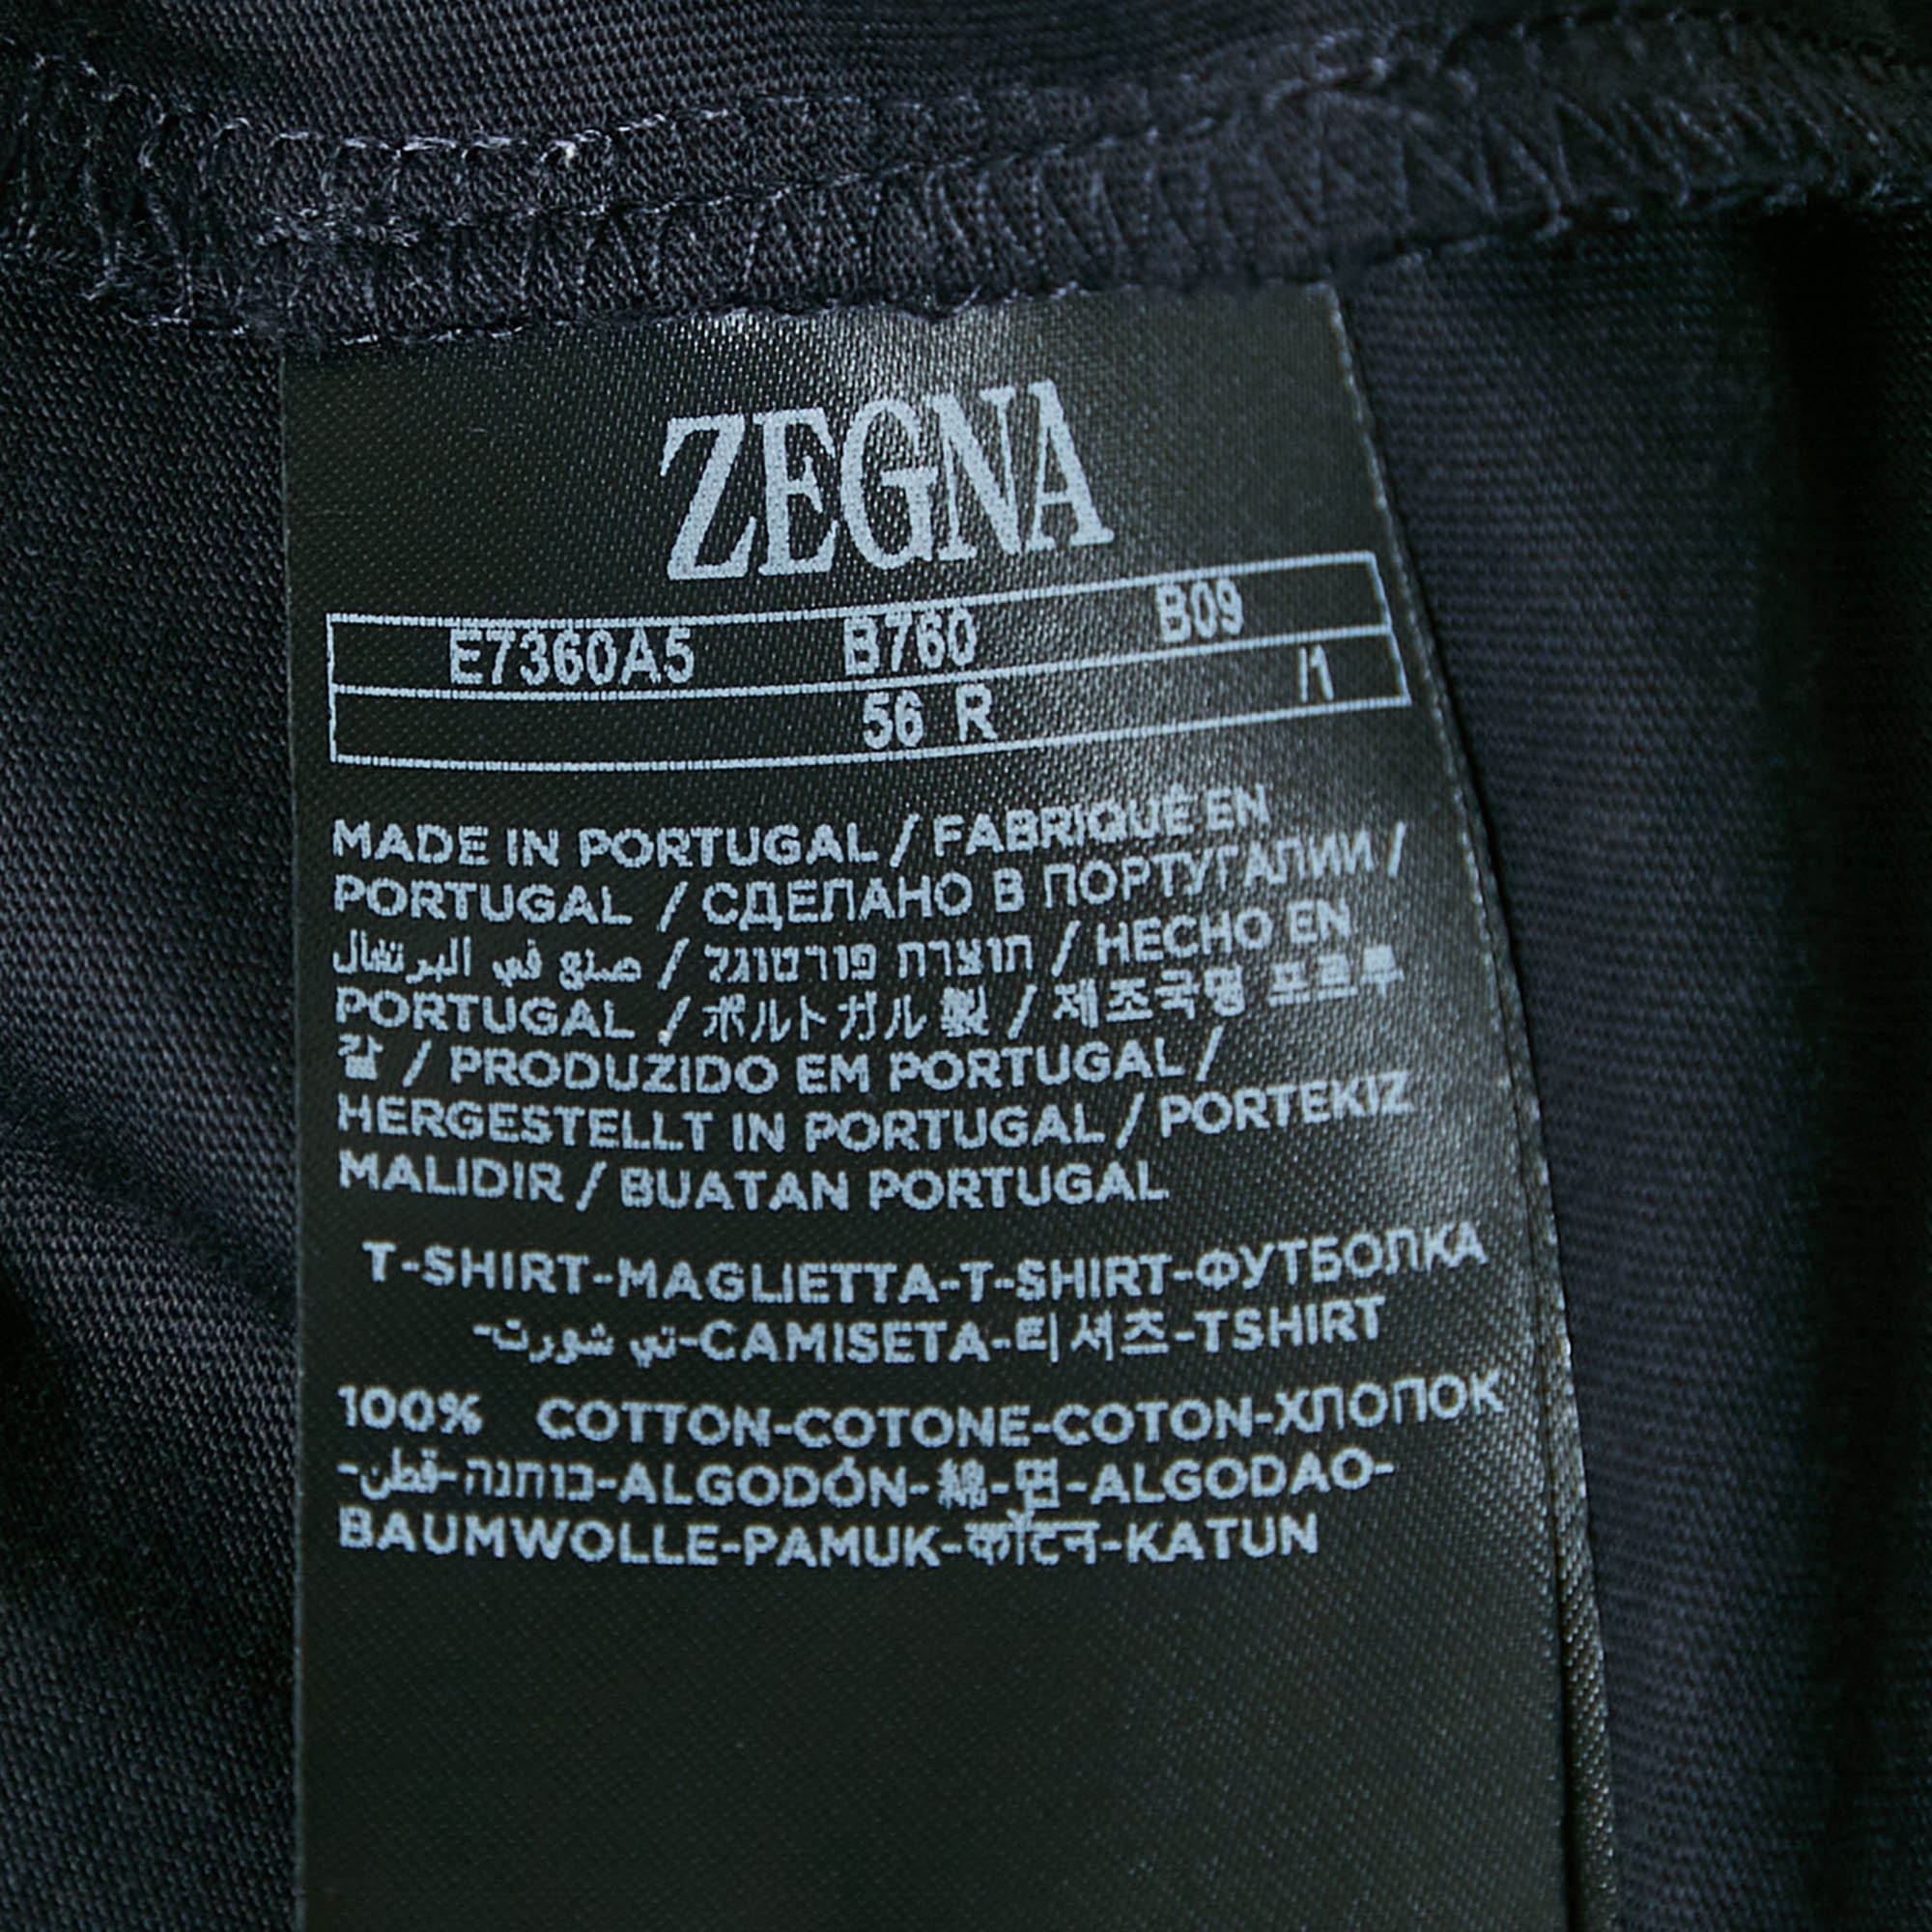 ZEGNA
E7360A5 B760 B09
56 R /1
MADE IN PORTUGAL / FABRIQUÉ EN
PORTUGAL / СДЕЛАНО В ПОРТУГАЛИИ /
صنع في البرتغال / תוצרת פורטוגל / HECHO EN
PORTUGAL / ポルトガル 製 / 제조국명 포르투
갈 / PRODUZIDO EM PORTUGAL /
HERGESTELLT IN PORTUGAL / PORTEKIZ
MALIDIR / BUATAN PORTUGAL
T-SHIRT-MAGLIETTA-T-SHIRT-ФУТБОЛКА
-تي شورت-CAMISETA-티셔츠-TSHIRT
100% COTTON-COTONE-COTON-ХЛОПОК
-קطن-כותנה-ALGODÓN-綿-면-ALGODAO-
BAUMWOLLE-PAMUK-कॉटन-KATUN